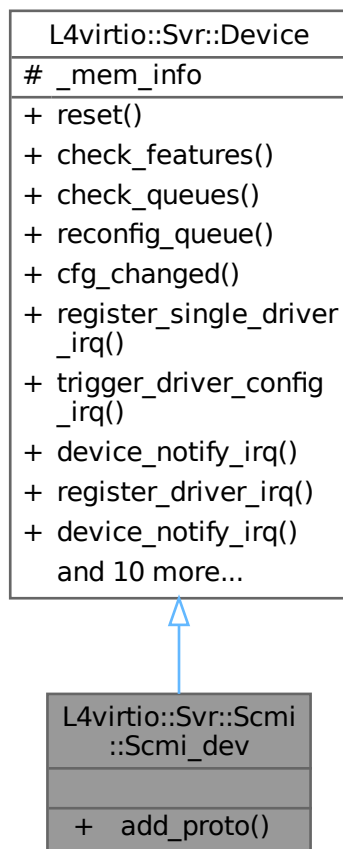 L4virtio::Svr::Device
# _mem_info
+ reset()
+ check_features()
+ check_queues()
+ reconfig_queue()
+ cfg_changed()
+ register_single_driver
_irq()
+ trigger_driver_config
_irq()
+ device_notify_irq()
+ register_driver_irq()
+ device_notify_irq()
and 10 more...
L4virtio::Svr::Scmi
::Scmi_dev
+ add_proto()